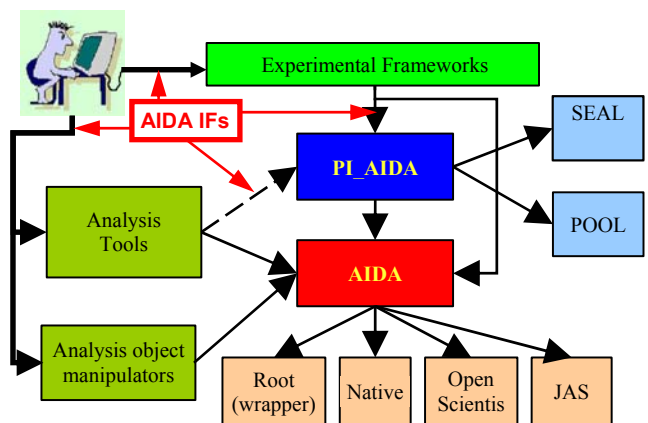 Experimental Frameworks
AIDA IFs
SEAL
PI_AIDA
Analysis
Tools
POOL
AIDA
Analysis object
manipulators
Root
(wrapper)
Native
Open
Scientis
JAS